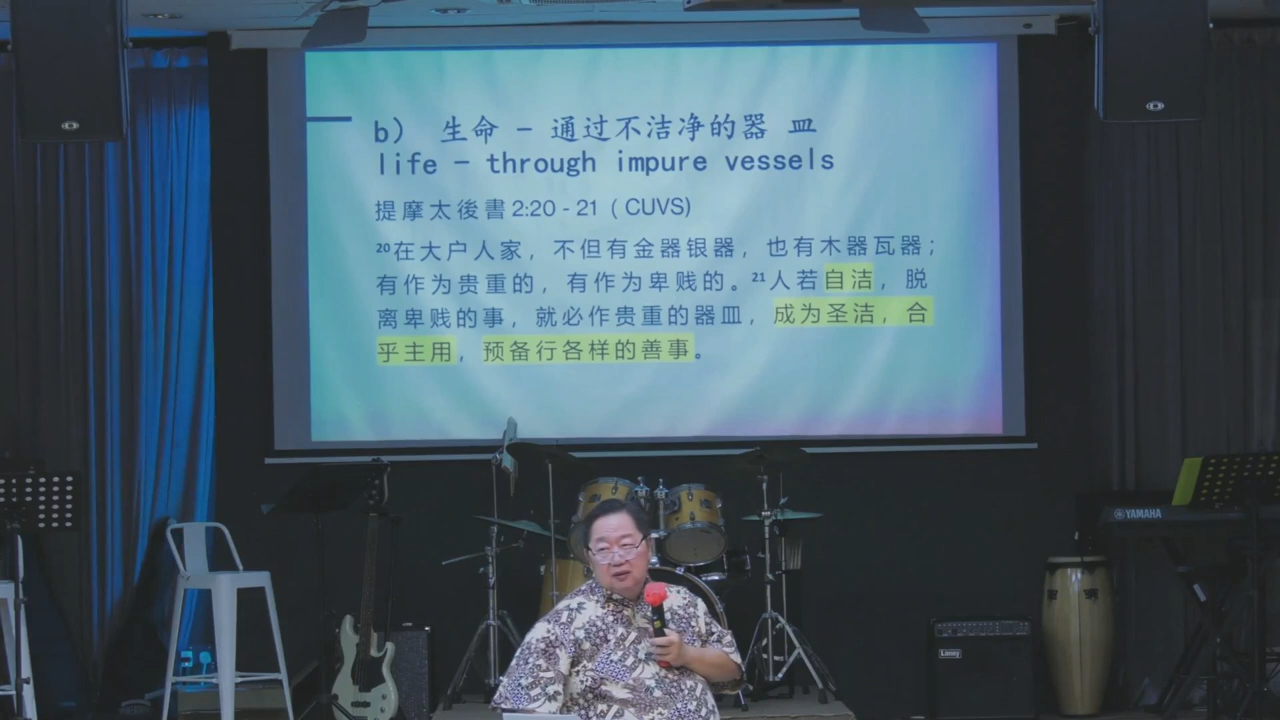 b） 生命 - 通过不洁净的器 皿
life - through impure vessels
提摩太後書 2:20 - 21（ CUVS)
20在大户人家，不但有金器银器，也有木器瓦器；
有作为贵重的，有作为卑贱的。21人若自洁，脱
离卑贱的事，就必作贵重的器皿，成为圣洁，合
乎主用，预备行各样的善事。
YAMAHA
Laney